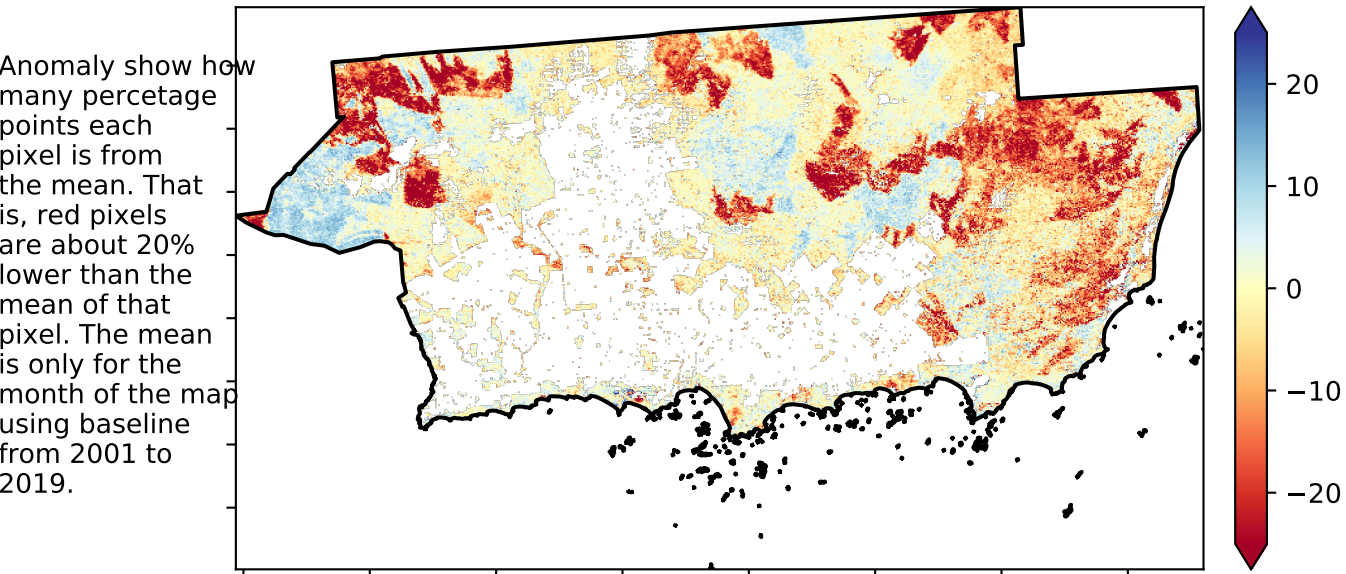 Anomaly show how
many percetage
points each
pixel is from
the mean. That
is, red pixels
are about 20%
lower than the
mean of that
pixel. The mean
is only for the
month of the map
using baseline
from 2001 to
2019.
20
10
0
−10
−20